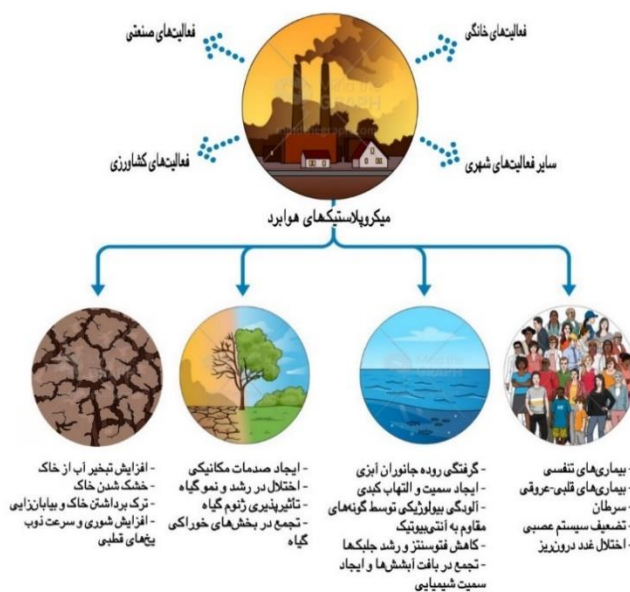 فعالیت‌های صنعتی
فعالیت‌های خانگی
فعالیت‌های کشاورزی
سایر فعالیت‌های شهری
میکروپلاستیک‌های هوابرد
- افزایش تبخیر آب از خاک
- خشک شدن خاک
- ترک برداشتن خاک و بیابان‌زایی
- افزایش شوری و سرعت ذوب
یخ‌های قطبی
- ایجاد صدمات مکانیکی
- اختلال در رشد و نمو گیاه
- تأثیرپذیری ژنوم گیاه
- تجمع در بخش‌های خوراکی
گیاه
- گرفتگی روده جانوران آبزی
- ایجاد سمیت و التهاب کبدی
- آلودگی بیولوژیکی توسط گونه‌های
مقاوم به آنتی‌بیوتیک
- کاهش فتوسنتز و رشد جلبک‌ها
- تجمع در بافت آبشش‌ها و ایجاد
سمیت شیمیایی
- بیماری‌های تنفسی
- بیماری‌های قلبی-عروقی
- سرطان
- تضعیف سیستم عصبی
- اختلال غدد درون‌ریز